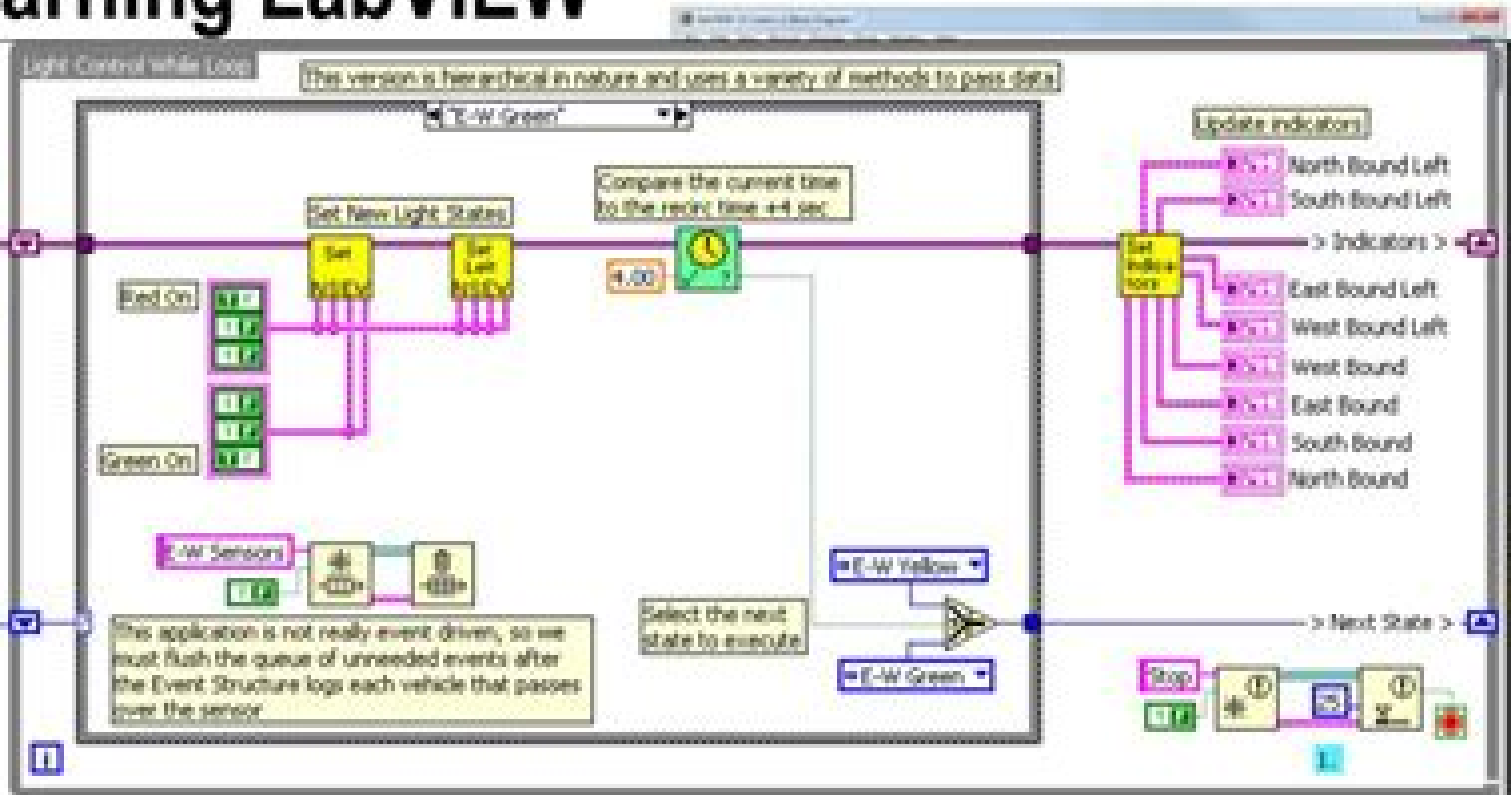 arning LabVIEW
Light Control While Loop
This version is hierarchical in nature and uses a variety of methods to pass data
"E-W Green"
Update indicators
North Bound Left
South Bound Left
> Indicators >
East Bound Left
West Bound Left
West Bound
East Bound
South Bound
North Bound
Compare the current time
to the recirc time +4 sec
Set New Light States
Set
NSEW
Set
Left
NSEW
4.00
Set
Indica-
tors
Red On
Green On
E-W Sensors
E-W Yellow
Select the next
state to execute
E-W Green
> Next State >
This application is not really event driven, so we
must flush the queue of unneeded events after
the Event Structure logs each vehicle that passes
over the sensor
Stop
i